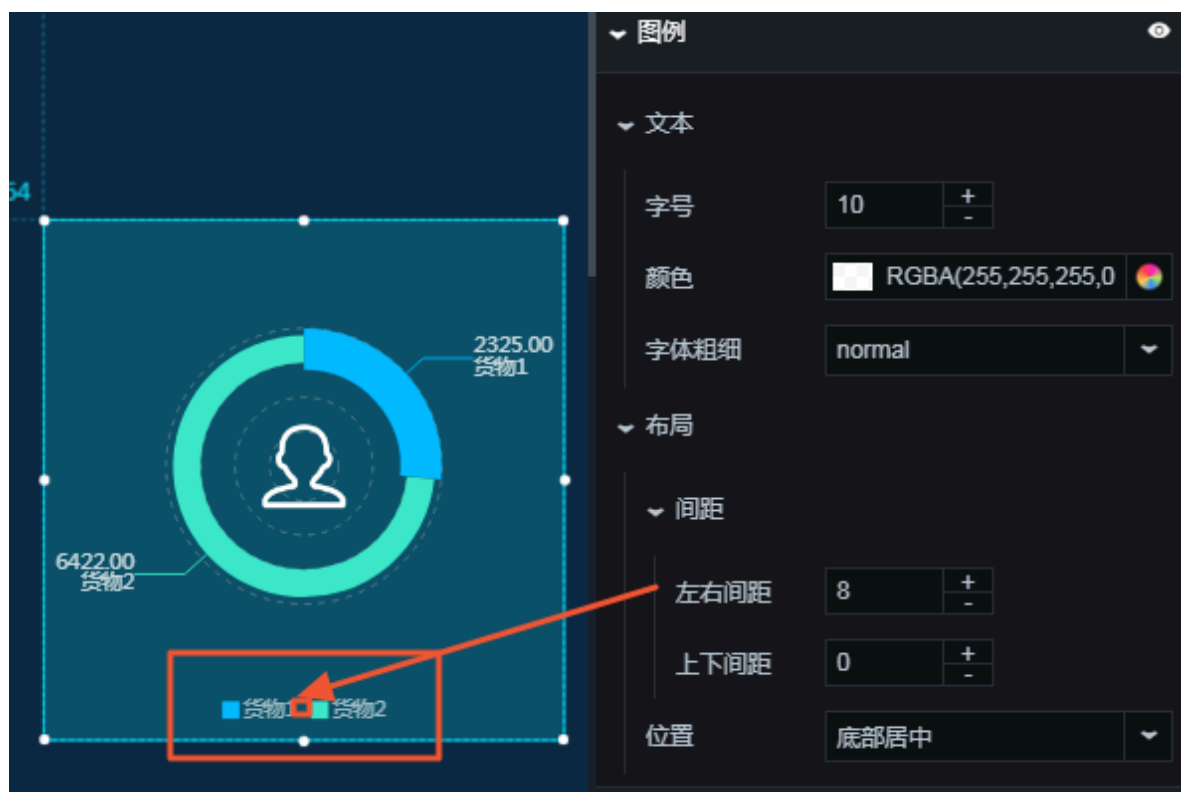 54
2325.00
货物1
6422.00
货物2
货物1 货物2
图例
文本
字号 10 + -
颜色 RGBA(255,255,255,0
字体粗细 normal
布局
间距
左右间距 8 + -
上下间距 0 + -
位置 底部居中